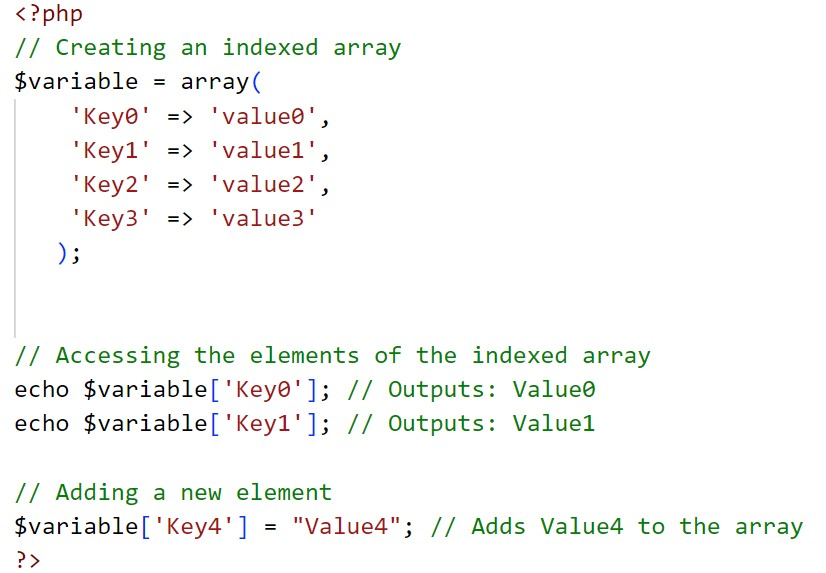 <?php
// Creating an indexed array
$variable = array(
    'Key0' => 'value0',
    'Key1' => 'value1',
    'Key2' => 'value2',
    'Key3' => 'value3'
   );
// Accessing the elements of the indexed array
echo $variable['Key0']; // Outputs: Value0
echo $variable['Key1']; // Outputs: Value1
// Adding a new element
$variable['Key4'] = "Value4"; // Adds Value4 to the array
?>